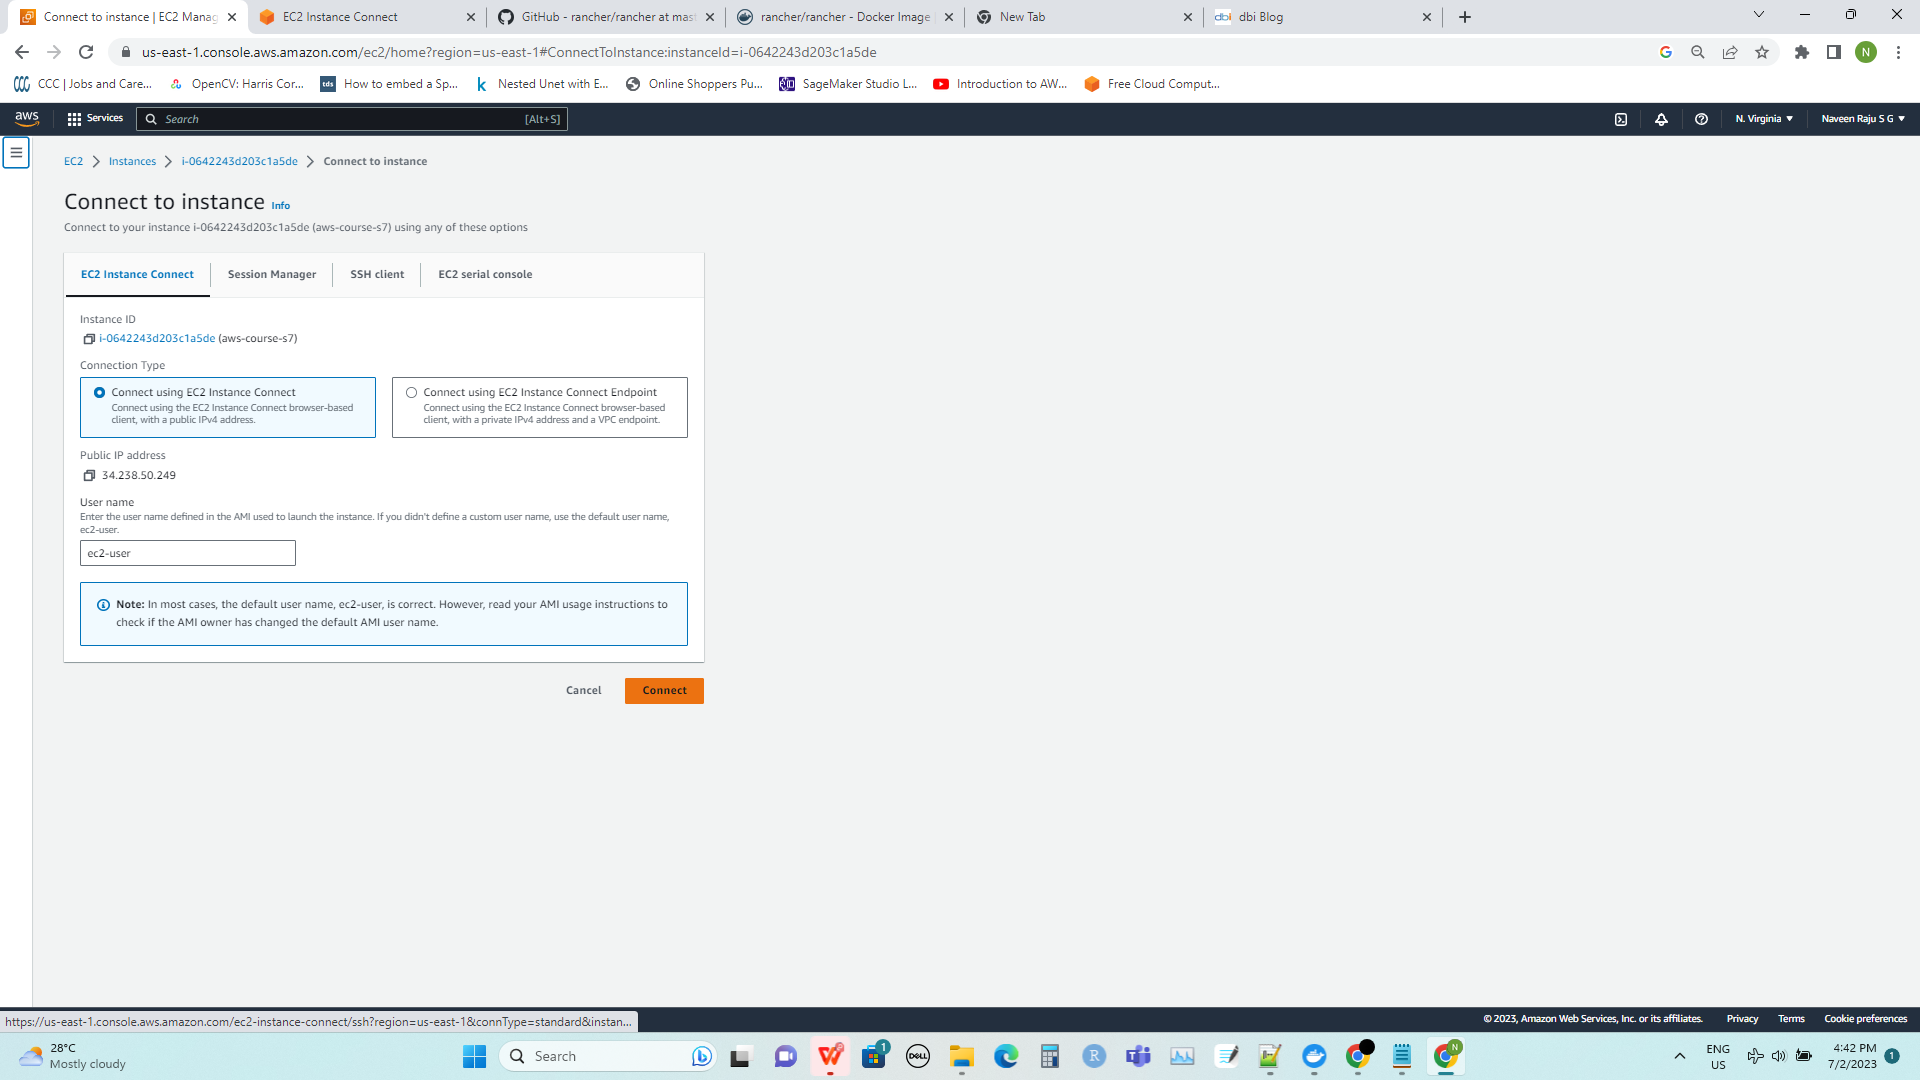 Connect to instance | EC2 Manag
EC2 Instance Connect
GitHub - rancher/rancher at mast
rancher/rancher - Docker Image
New Tab
dbi
dbi Blog
us-east-1.console.aws.amazon.com/ec2/home?region=us-east-1#ConnectToInstance:instanceId=i-0642243d203c1a5de
N
CCC | Jobs and Care...
OpenCV: Harris Cor...
tds
How to embed a Sp...
k
Nested Unet with E...
Online Shoppers Pu...
SageMaker Studio L...
Introduction to AW...
Free Cloud Comput...
aws
Services
Search
[Alt+S]
N. Virginia
Naveen Raju S G
EC2
Instances
i-0642243d203c1a5de
Connect to instance
Connect to instance Info
Connect to your instance i-0642243d203c1a5de (aws-course-s7) using any of these options
EC2 Instance Connect
Session Manager
SSH client
EC2 serial console
Instance ID
i-0642243d203c1a5de (aws-course-s7)
Connection Type
Connect using EC2 Instance Connect
Connect using the EC2 Instance Connect browser-based
client, with a public IPv4 address.
Connect using EC2 Instance Connect Endpoint
Connect using the EC2 Instance Connect browser-based
client, with a private IPv4 address and a VPC endpoint.
Public IP address
34.238.50.249
User name
Enter the user name defined in the AMI used to launch the instance. If you didn't define a custom user name, use the default user name,
ec2-user.
ec2-user
Note: In most cases, the default user name, ec2-user, is correct. However, read your AMI usage instructions to
check if the AMI owner has changed the default AMI user name.
Cancel
Connect
https://us-east-1.console.aws.amazon.com/ec2-instance-connect/ssh?region=us-east-1&connType=standard&instan...
© 2023, Amazon Web Services, Inc. or its affiliates.
Privacy
Terms
Cookie preferences
28°C
Mostly cloudy
Search
1
DELL
R
N
ENG
US
4:42 PM
7/2/2023
1